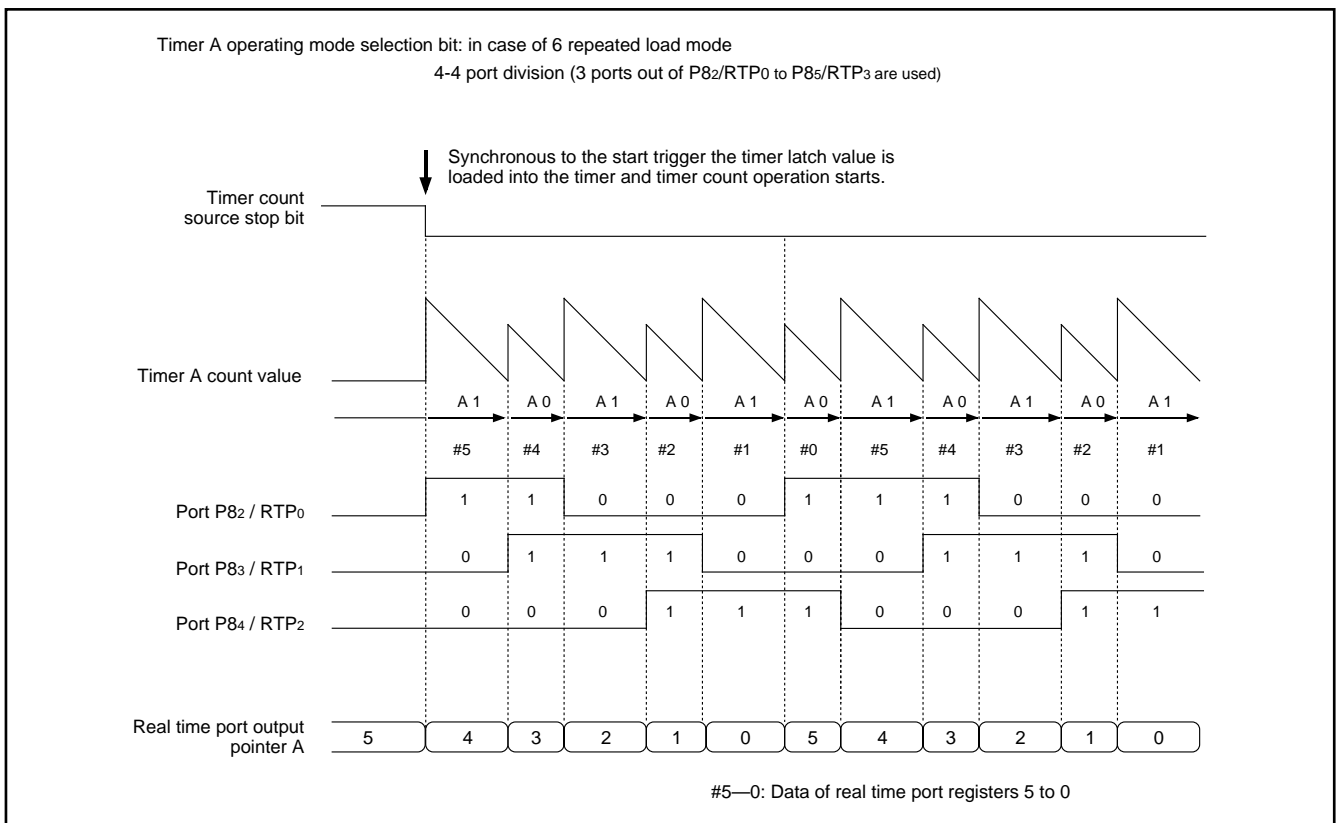 Timer A operating mode selection bit: in case of 6 repeated load mode
4-4 port division (3 ports out of P82/RTP0 to P85/RTP3 are used)
Synchronous to the start trigger the timer latch value is
loaded into the timer and timer count operation starts.
Timer count
source stop bit
Timer A count value
A 1 A 0 A 1 A 0 A 1 A 0 A 1 A 0 A 1 A 0 A 1
#5 #4 #3 #2 #1 #0 #5 #4 #3 #2 #1
Port P82 / RTP0 1 1 0 0 0 1 1 1 0 0 0
Port P83 / RTP1 0 1 1 1 0 0 0 1 1 1 0
Port P84 / RTP2 0 0 0 1 1 1 0 0 0 1 1
Real time port output
pointer A
5 4 3 2 1 0 5 4 3 2 1 0
#5—0: Data of real time port registers 5 to 0